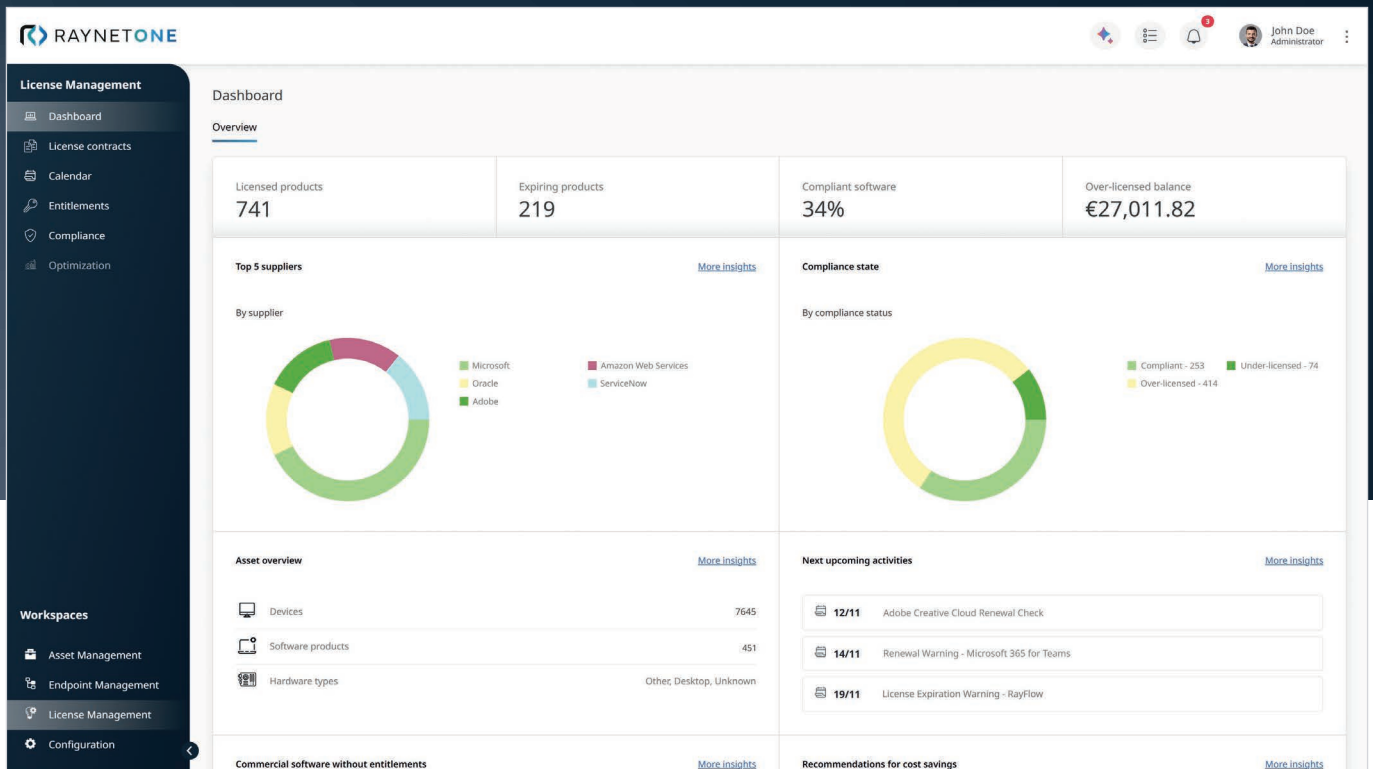 RAYNETONE
3
John Doe
Administrator
License Management
Dashboard
License contracts
Calendar
Entitlements
Compliance
Optimization
Workspaces
Asset Management
Endpoint Management
License Management
Configuration
Dashboard
Overview
Licensed products
741
Expiring products
219
Compliant software
34%
Over-licensed balance
€27,011.82
Top 5 suppliers
More insights
By supplier
Microsoft
Amazon Web Services
Oracle
ServiceNow
Adobe
Compliance state
More insights
By compliance status
Compliant - 253
Under-licensed - 74
Over-licensed - 414
Asset overview
More insights
Devices 7645
Software products 451
Hardware types Other, Desktop, Unknown
Next upcoming activities
More insights
12/11 Adobe Creative Cloud Renewal Check
14/11 Renewal Warning - Microsoft 365 for Teams
19/11 License Expiration Warning - RayFlow
Commercial software without entitlements
More insights
Recommendations for cost savings
More insights